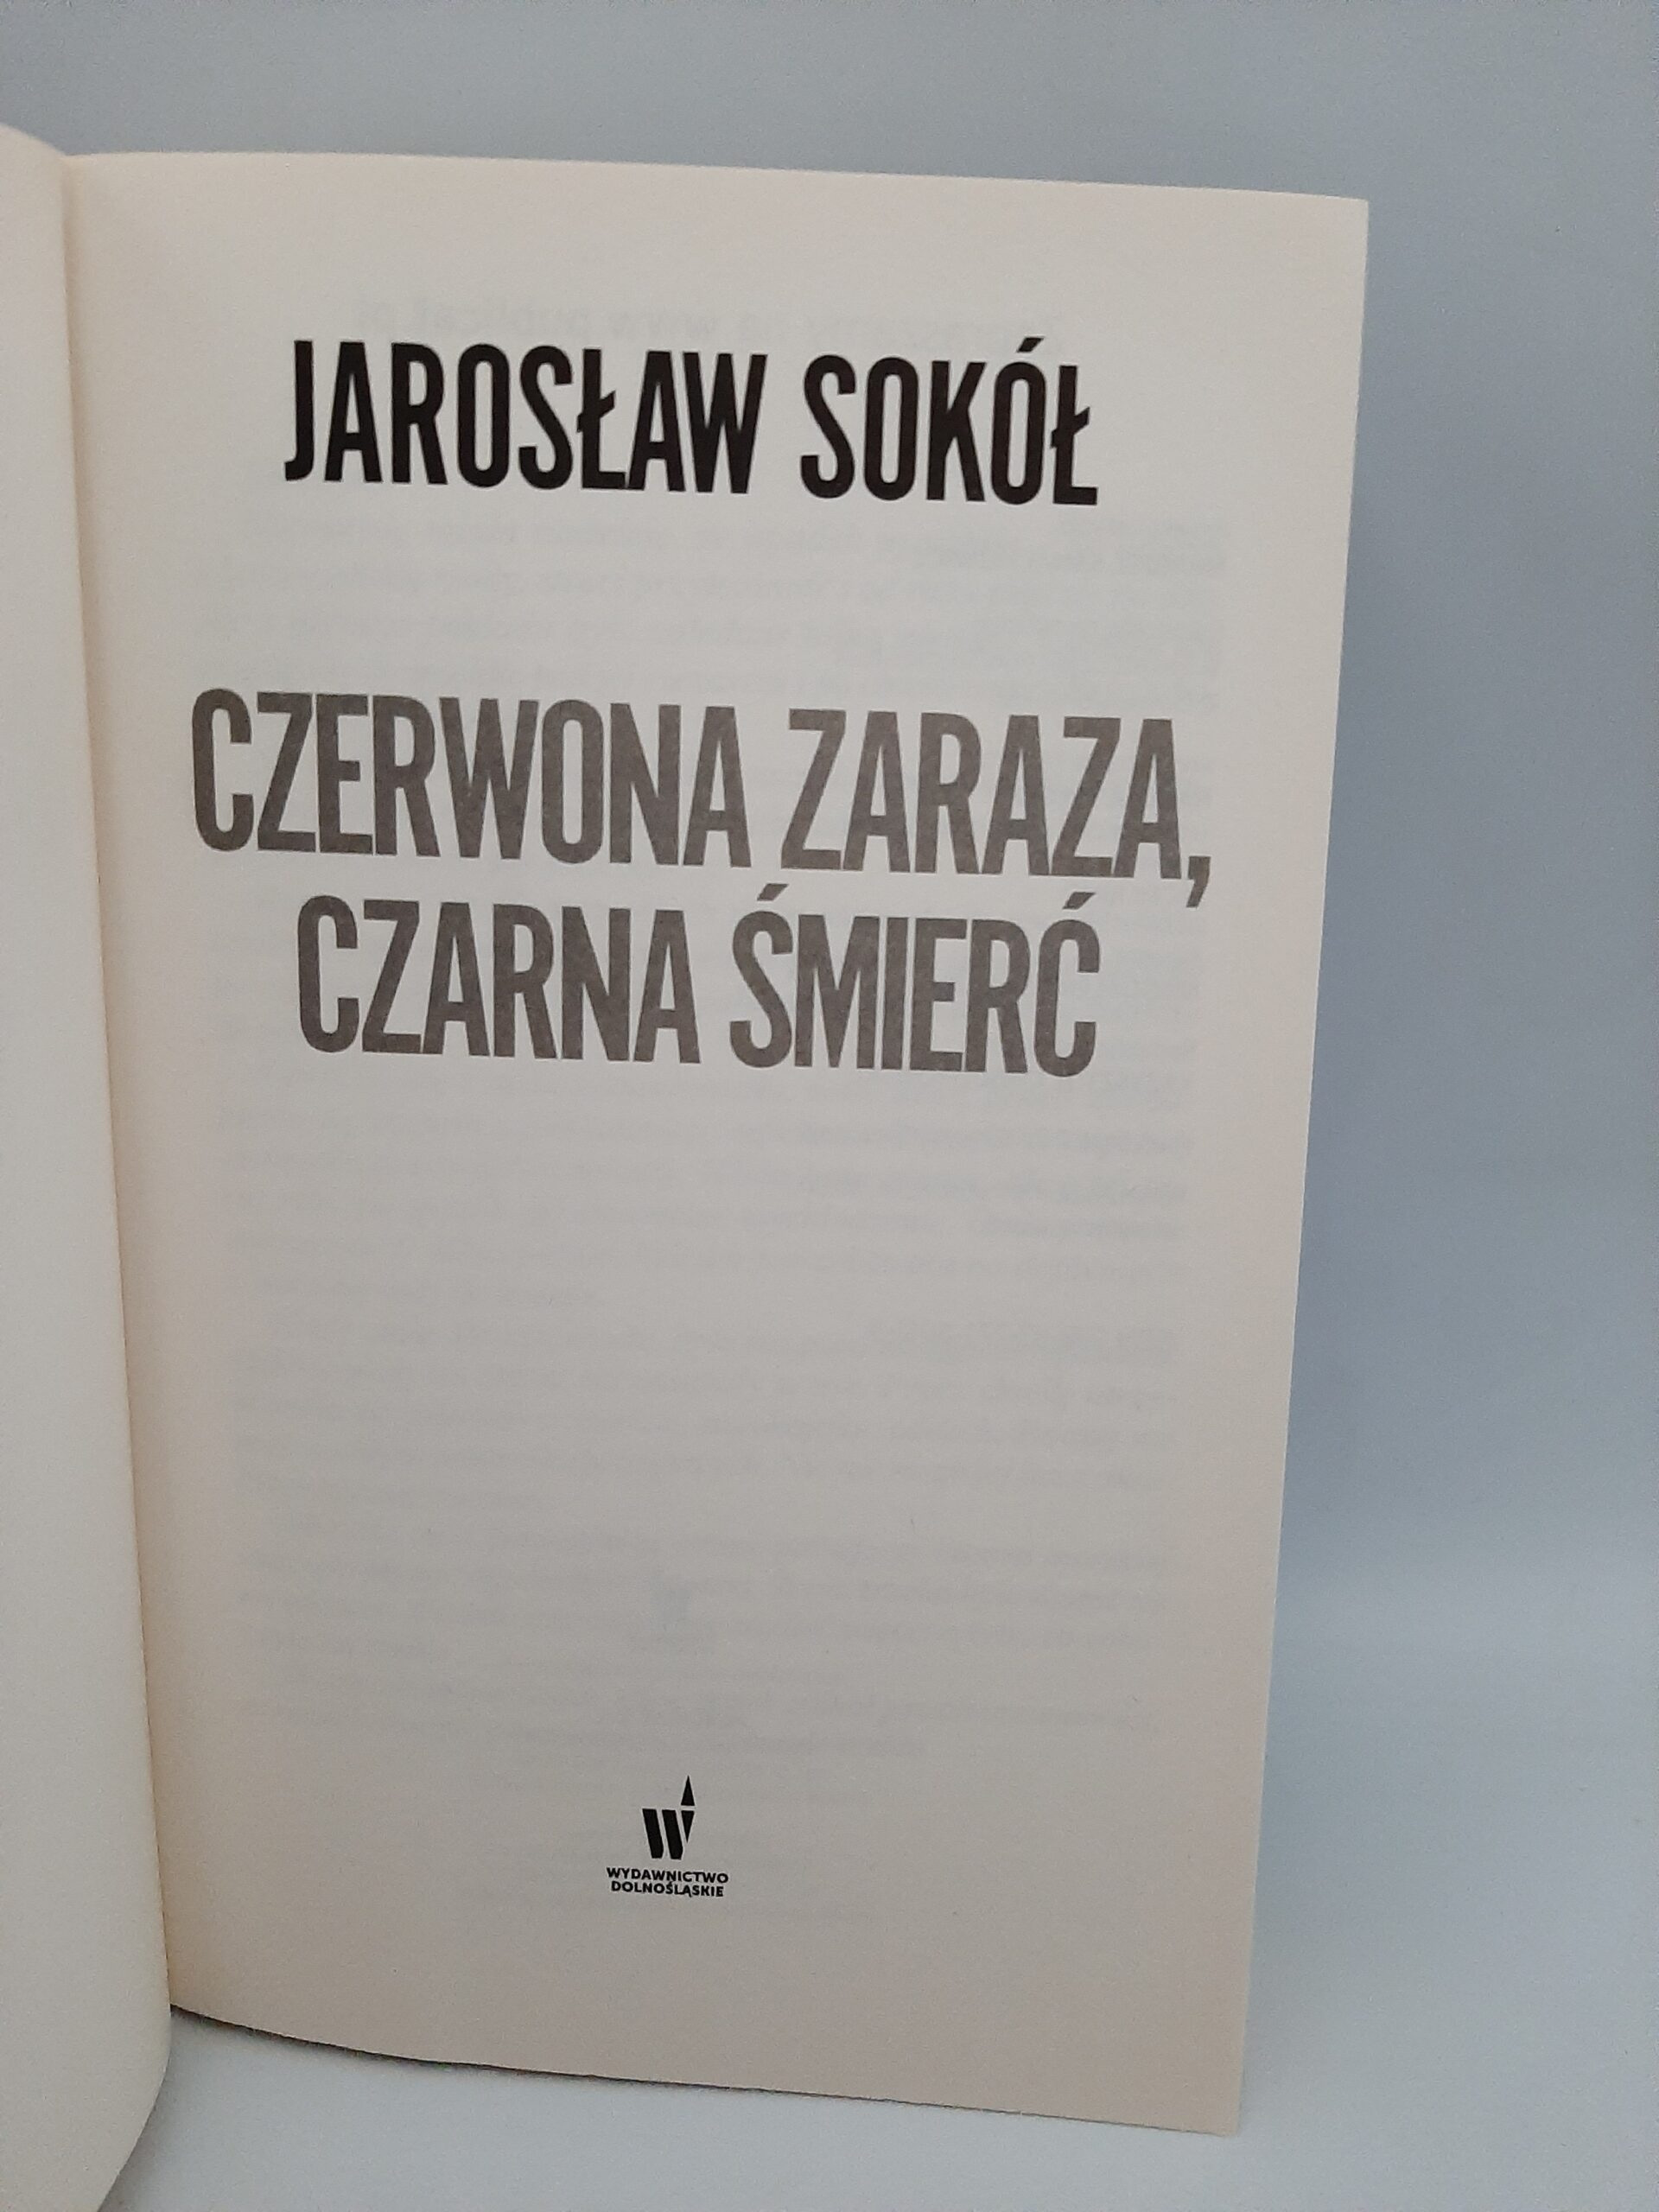 JAROSŁAW SOKÓŁ
CZERWONA ZARAZA,
CZARNA ŚMIERĆ
WYDAWNICTWO
DOLNOŚLĄSKIE